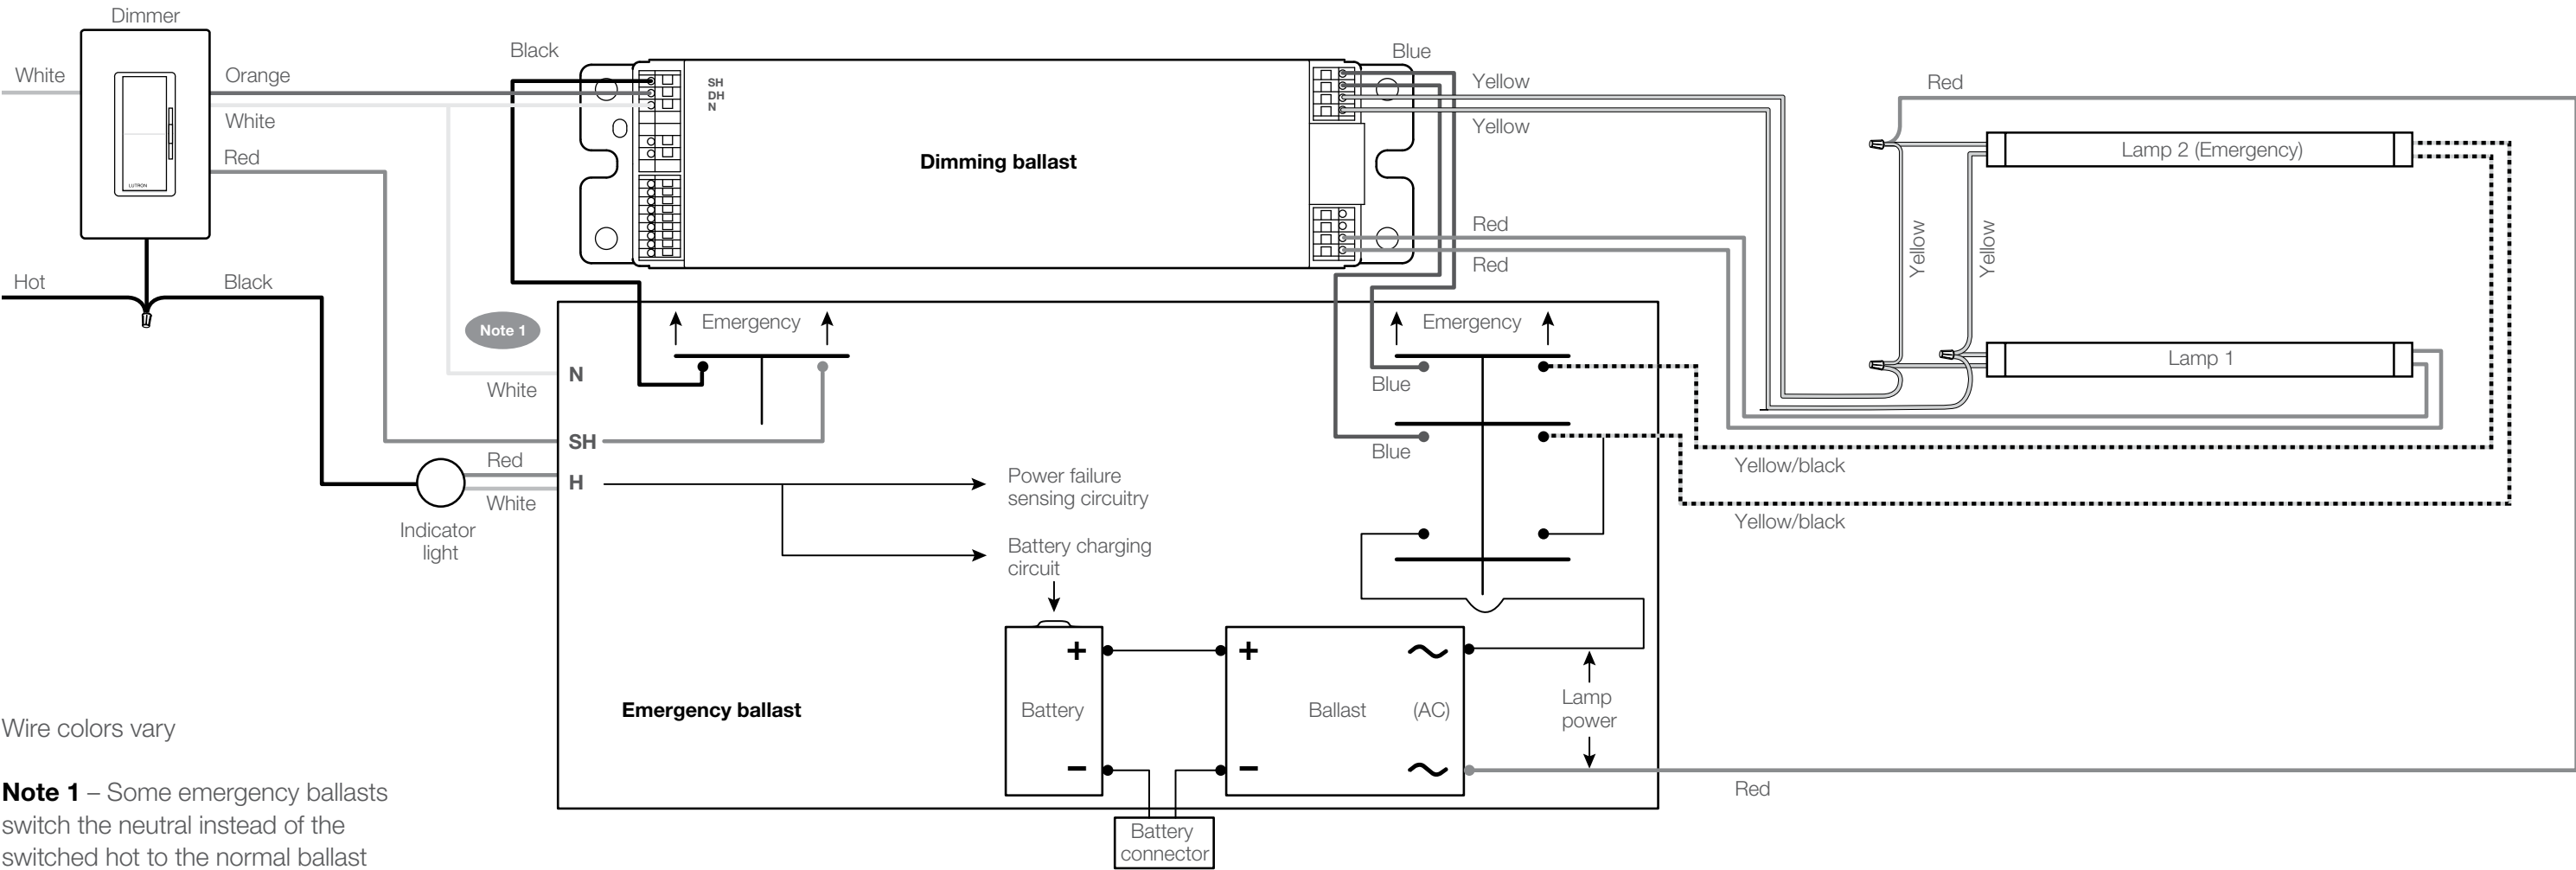 Dimmer
Black
Blue
White
Orange
Yellow
Red
SH
DH
N
White
Yellow
Dimming ballast
Lamp 2 (Emergency)
Red
Red
Yellow
Yellow
Red
Hot
Black
LUTRON
Note 1
Emergency
Emergency
Lamp 1
N
White
Blue
SH
Blue
Red
H
White
Power failure
sensing circuitry
Yellow/black
Yellow/black
Indicator
light
Battery charging
circuit
+
+
Emergency ballast
Battery
Ballast
(AC)
Lamp
power
–
–
Red
Battery
connector
Wire colors vary
Note 1 – Some emergency ballasts
switch the neutral instead of the
switched hot to the normal ballast